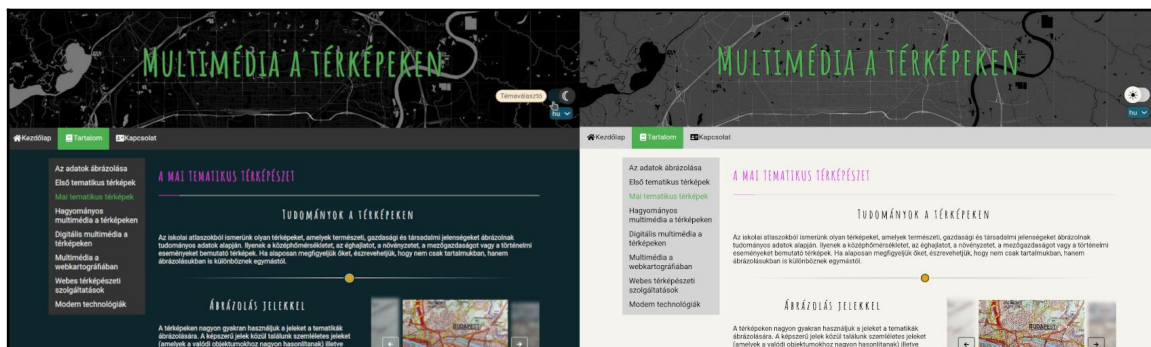 MULTIMÉDIA A TÉRKÉPEKEN
Témaválasztó
hu
Kezdőlap Tartalom Kapcsolat
Az adatok ábrázolása
Első tematikus térképek
Mai tematikus térképek
Hagyományos
multimédia a térképeken
Digitális multimédia a
térképeken
Multimédia a
webkartográfiában
Webes térképészeti
szolgáltatások
Modern technológiák
A MAI TEMATIKUS TÉRKÉPÉSZET
TUDOMÁNYOK A TÉRKÉPEKEN
Az iskolai atlaszokból ismerünk olyan térképeket, amelyek természeti, gazdasági és társadalmi jelenségeket ábrázolnak
tudományos adatok alapján. Ilyenek a középhőmérsékletet, az éghajlatot, a növényzetet, a mezőgazdaságot vagy a történelmi
eseményeket bemutató térképek. Ha alaposan megfigyeljük őket, észrevehetjük, hogy nem csak tartalmukban, hanem
ábrázolásukban is különböznek egymástól.
ÁBRÁZOLÁS JELEKKEL
A térképeken nagyon gyakran használjuk a jeleket a tematikák
ábrázolására. A képszerű jelek közül találunk szemléletes jeleket
(amelyek a valódi objektumokhoz nagyon hasonlítanak) illetve
BUDAPEST
MULTIMÉDIA A TÉRKÉPEKEN
hu
Kezdőlap Tartalom Kapcsolat
Az adatok ábrázolása
Első tematikus térképek
Mai tematikus térképek
Hagyományos
multimédia a térképeken
Digitális multimédia a
térképeken
Multimédia a
webkartográfiában
Webes térképészeti
szolgáltatások
Modern technológiák
A MAI TEMATIKUS TÉRKÉPÉSZET
TUDOMÁNYOK A TÉRKÉPEKEN
Az iskolai atlaszokból ismerünk olyan térképeket, amelyek természeti, gazdasági és társadalmi jelenségeket ábrázolnak
tudományos adatok alapján. Ilyenek a középhőmérsékletet, az éghajlatot, a növényzetet, a mezőgazdaságot vagy a történelmi
eseményeket bemutató térképek. Ha alaposan megfigyeljük őket, észrevehetjük, hogy nem csak tartalmukban, hanem
ábrázolásukban is különböznek egymástól.
ÁBRÁZOLÁS JELEKKEL
A térképeken nagyon gyakran használjuk a jeleket a tematikák
ábrázolására. A képszerű jelek közül találunk szemléletes jeleket
(amelyek a valódi objektumokhoz nagyon hasonlítanak) illetve
BUDAPEST